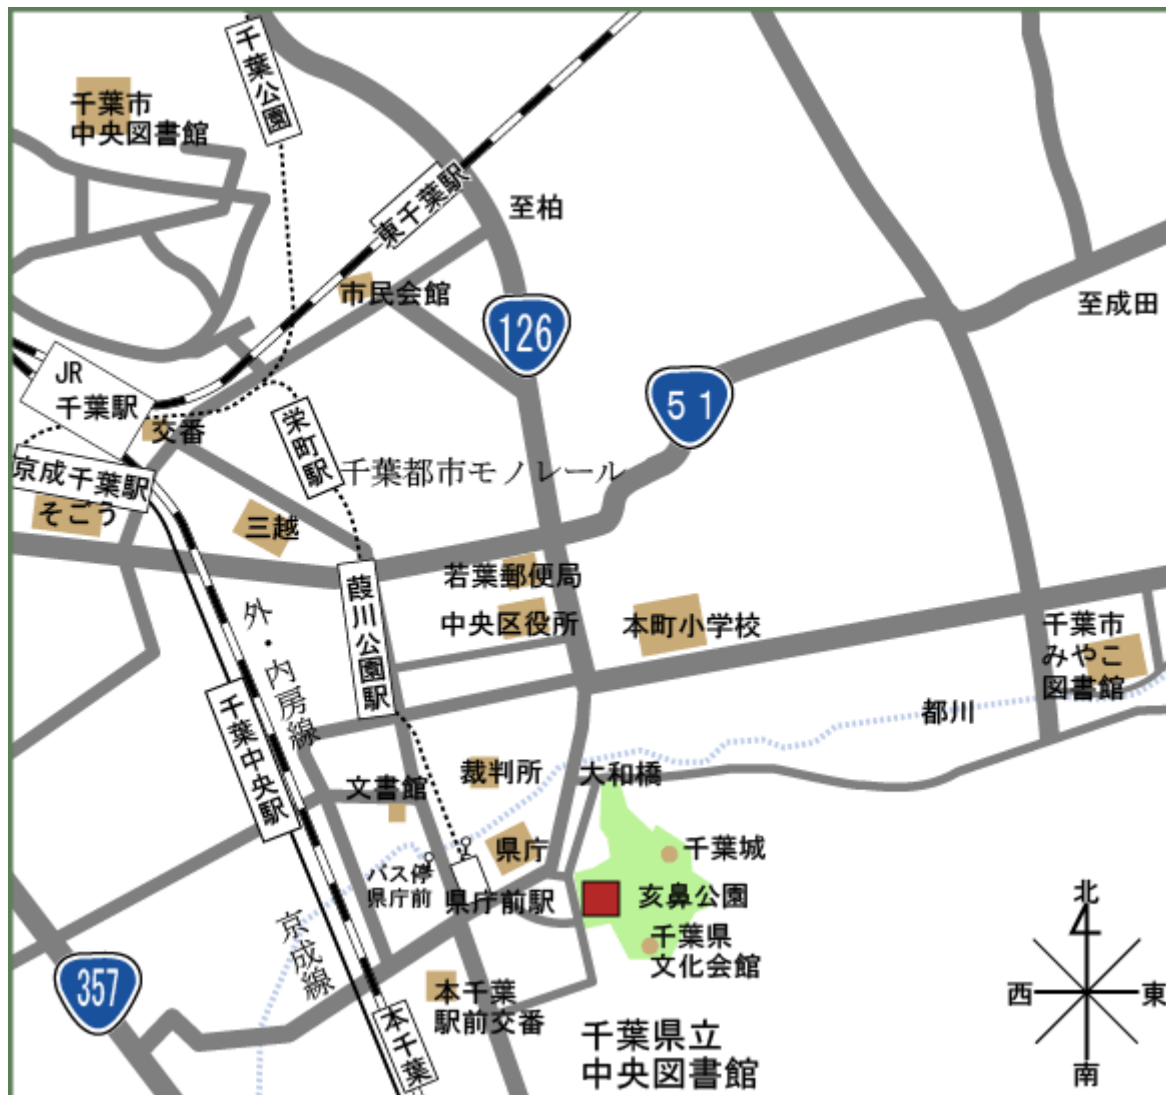 千葉公園
千葉市
中央図書館
東千葉駅
至柏
市民会館
至成田
126
JR
千葉駅
51
交番
栄町駅
千葉都市モノレール
京成千葉駅
そごう
三越
若葉郵便局
葭川公園駅
中央区役所
本町小学校
外・内房線
千葉市
みやこ
図書館
千葉中央駅
都川
裁判所
大和橋
文書館
県庁
千葉城
バス停
県庁前
県庁前駅
亥鼻公園
京成線
千葉県
文化会館
357
本千葉
駅前交番
本千葉
千葉県立
中央図書館
北
西
東
南